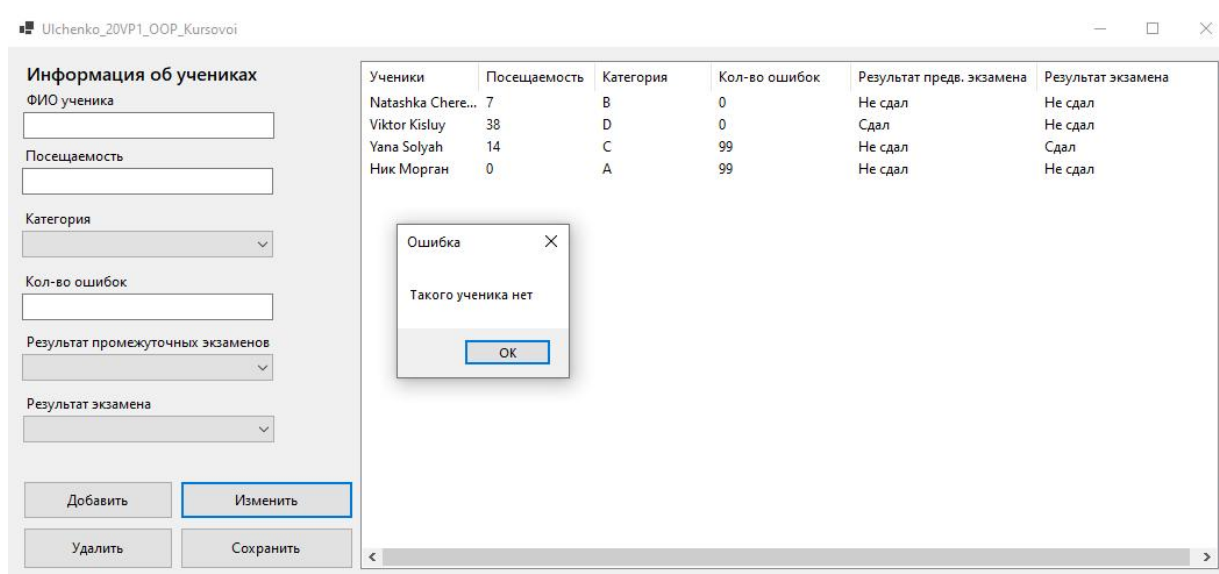 Ulchenko_20VP1_OOP_Kursovoi
Информация об учениках
ФИО ученика
Посещаемость
Категория
Кол-во ошибок
Результат промежуточных экзаменов
Результат экзамена
Добавить Изменить
Удалить Сохранить
Ученики Посещаемость Категория Кол-во ошибок Результат предв. экзамена Результат экзамена
Natashka Chere... 7 B 0 Не сдал Не сдал
Viktor Kisluy 38 D 0 Сдал Не сдал
Yana Solyah 14 C 99 Не сдал Сдал
Ник Морган 0 A 99 Не сдал Не сдал
Ошибка
Такого ученика нет
ОК